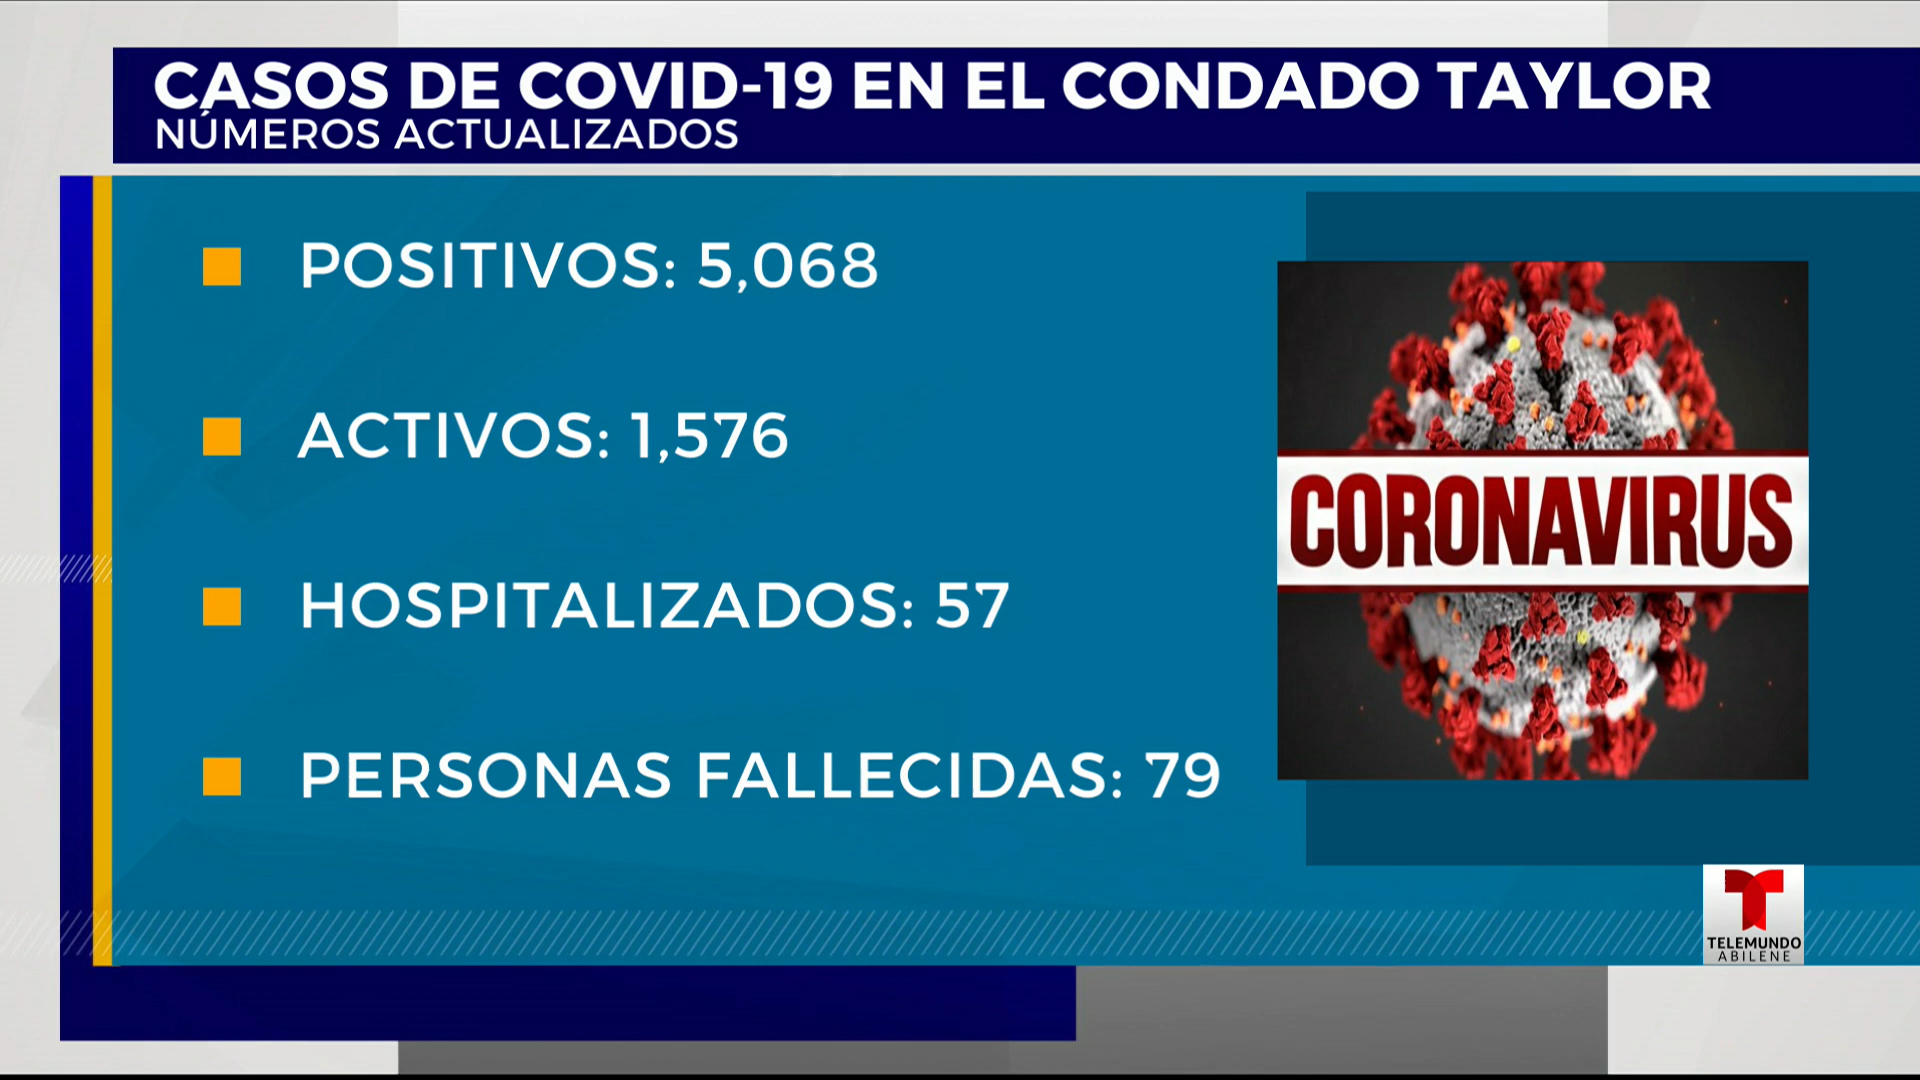 CASOS DE COVID-19 EN EL CONDADO TAYLOR
NÚMEROS ACTUALIZADOS
POSITIVOS: 5,068
ACTIVOS: 1,576
HOSPITALIZADOS: 57
PERSONAS FALLECIDAS: 79
CORONAVIRUS
TELEMUNDO
ABILENE